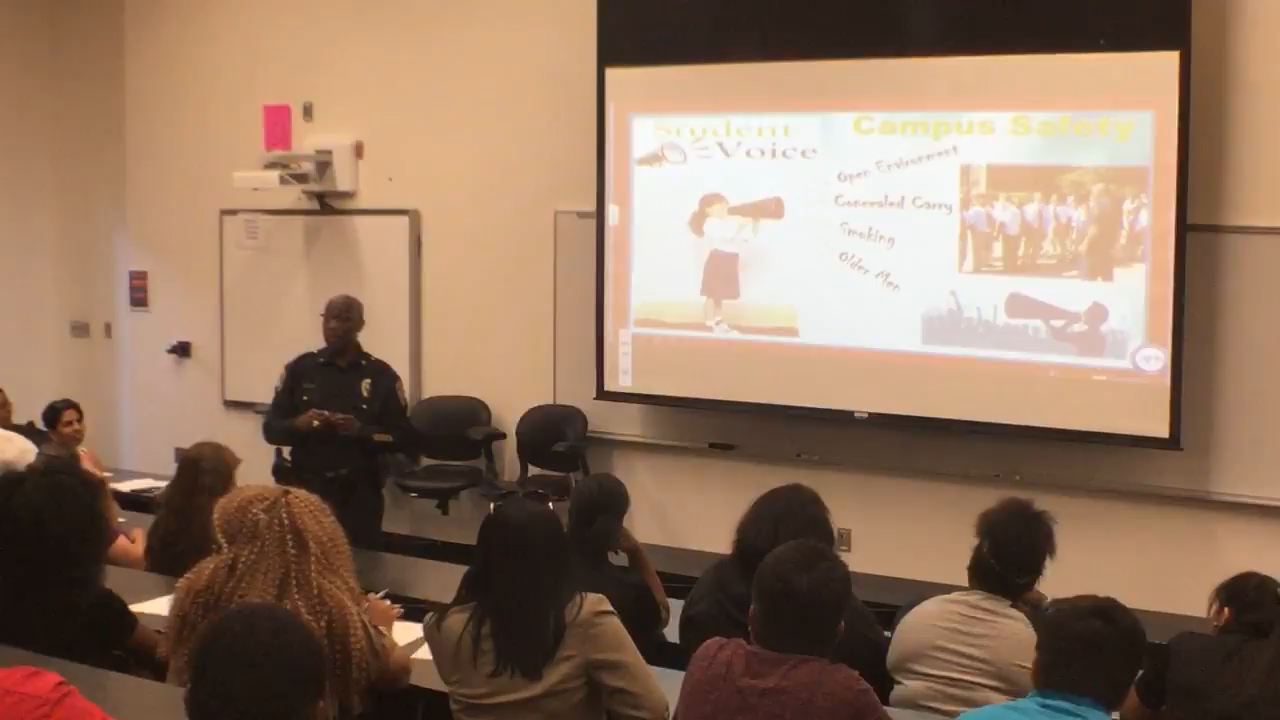 Student
Voice
Campus Safety
Open Environment
Concealed Carry
Smoking
Older Men